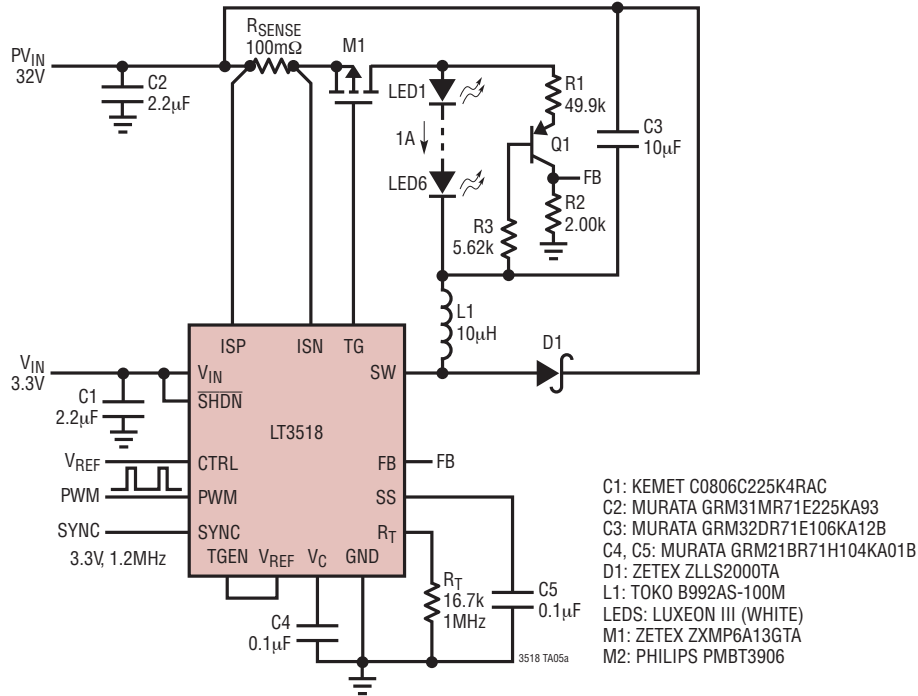 PVIN
32V
C2
2.2µF
RSENSE
100mΩ
M1
LED1
1A
LED6
R1
49.9k
Q1
FB
R2
2.00k
R3
5.62k
C3
10µF
L1
10µH
D1
VIN
3.3V
C1
2.2µF
VREF
PWM
SYNC
3.3V, 1.2MHz
ISP
ISN
TG
VIN
SHDN
SW
LT3518
CTRL
FB
FB
PWM
SS
SYNC
RT
TGEN
VREF
VC
GND
C4
0.1µF
RT
16.7k
1MHz
C5
0.1µF
3518 TA05a
C1: KEMET C0806C225K4RAC
C2: MURATA GRM31MR71E225KA93
C3: MURATA GRM32DR71E106KA12B
C4, C5: MURATA GRM21BR71H104KA01B
D1: ZETEX ZLLS2000TA
L1: TOKO B992AS-100M
LEDS: LUXEON III (WHITE)
M1: ZETEX ZXMP6A13GTA
M2: PHILIPS PMBT3906